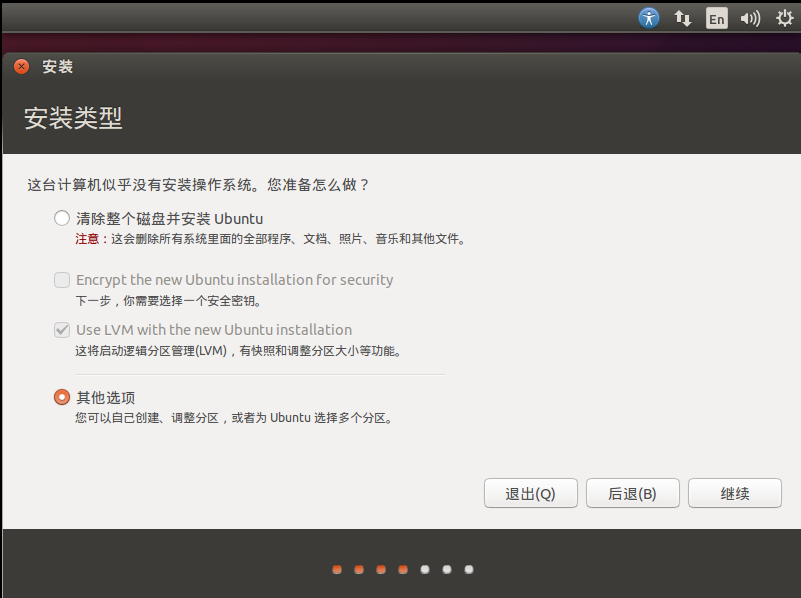 En
安装
安装类型
这台计算机似乎没有安装操作系统。您准备怎么做？
清除整个磁盘并安装 Ubuntu
注意：这会删除所有系统里面的全部程序、文档、照片、音乐和其他文件。
Encrypt the new Ubuntu installation for security
下一步，你需要选择一个安全密钥。
Use LVM with the new Ubuntu installation
这将启动逻辑分区管理(LVM)，有快照和调整分区大小等功能。
其他选项
您可以自己创建、调整分区，或者为 Ubuntu 选择多个分区。
退出(Q) 后退(B) 继续